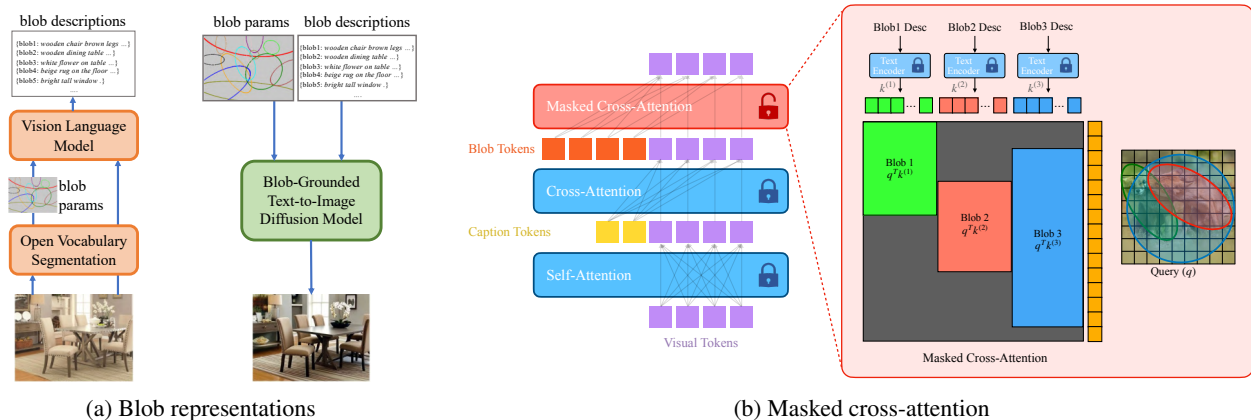 blob descriptions
{blob1: wooden chair brown legs ...}
{blob2: wooden dining table ...}
{blob3: white flower on table ...}
{blob4: beige rug on the floor ...}
{blob5: bright tall window .}
....
Vision Language
Model
blob
params
Open Vocabulary
Segmentation
blob params
blob descriptions
{blob1: wooden chair brown legs ...}
{blob2: wooden dining table ...}
{blob3: white flower on table ...}
{blob4: beige rug on the floor ...}
{blob5: bright tall window .}
....
Blob-Grounded
Text-to-Image
Diffusion Model
(a) Blob representations
Masked Cross-Attention
Blob Tokens
Cross-Attention
Caption Tokens
Self-Attention
Visual Tokens
Blob1 Desc
Blob2 Desc
Blob3 Desc
Text
Encoder
Text
Encoder
Text
Encoder
k^(1)
k^(2)
k^(3)
...
...
...
Blob 1
q^T k^(1)
Blob 2
q^T k^(2)
Blob 3
q^T k^(3)
Query (q)
Masked Cross-Attention
(b) Masked cross-attention